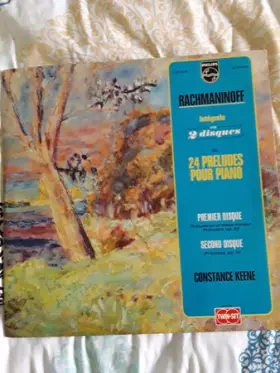 PHILIPS
RACHMANINOFF
Intégrale
en
2 disques
des
24 PRELUDES
POUR PIANO
PREMIER DISQUE
SECOND DISQUE
CONSTANCE KEENE
TWIN-SET